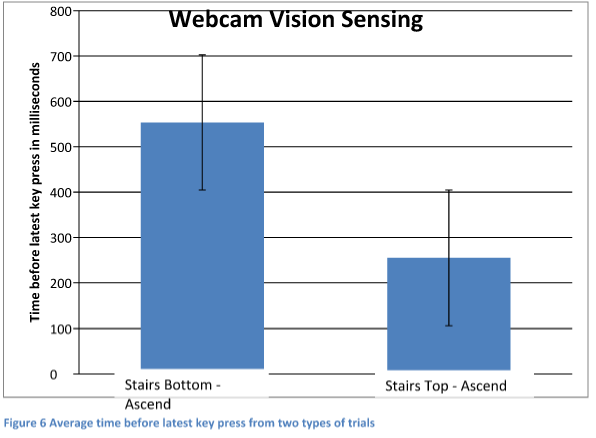 Webcam Vision Sensing
Time before latest key press in milliseconds
800
700
600
500
400
300
200
100
0
Stairs Bottom -
Ascend
Stairs Top - Ascend
Figure 6 Average time before latest key press from two types of trials